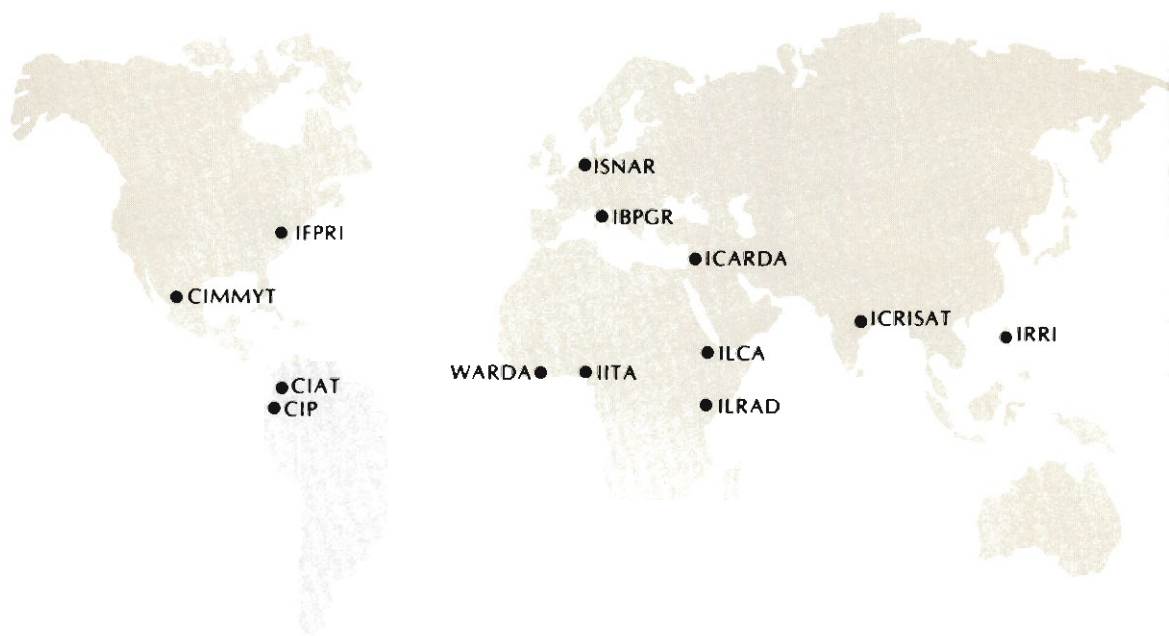 ISNAR
IBPGR
IFPRI
ICARDA
CIMMYT
ICRISAT
IRRI
ILCA
WARDA
IITA
CIAT
ILRAD
CIP